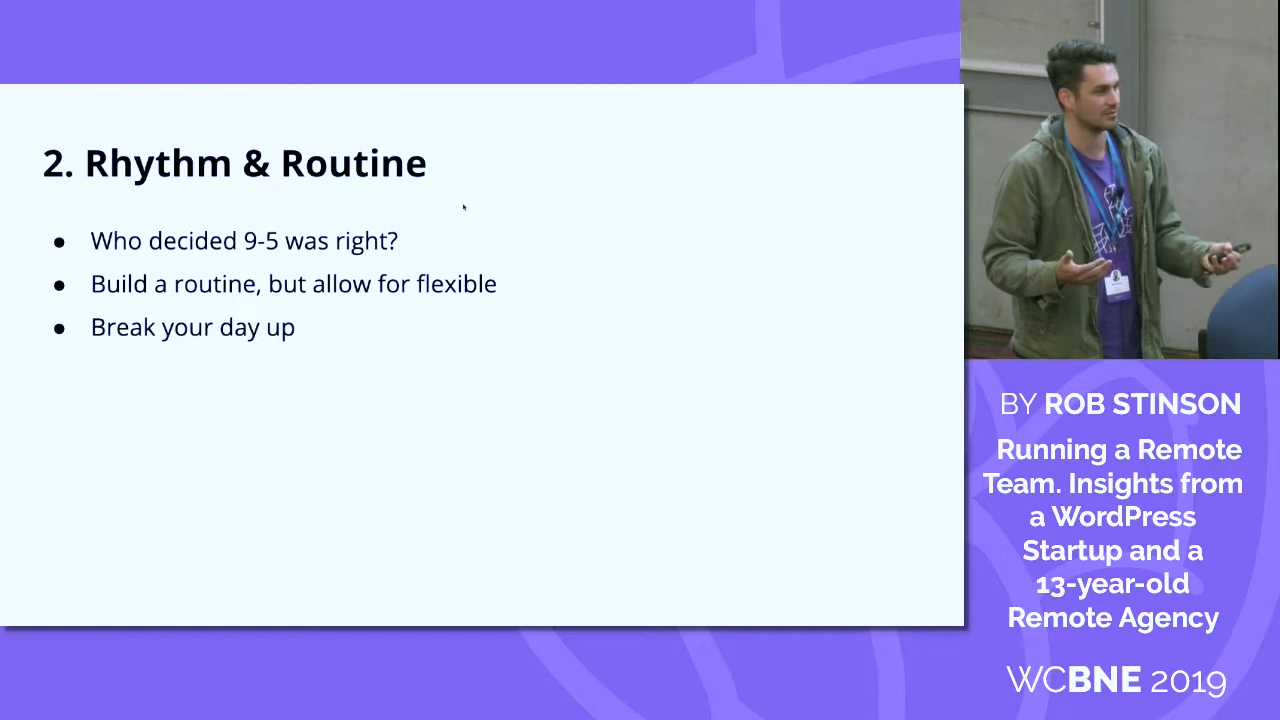 2. Rhythm & Routine
● Who decided 9-5 was right?
● Build a routine, but allow for flexible
● Break your day up
BY ROB STINSON
Running a Remote
Team. Insights from
a WordPress
Startup and a
13-year-old
Remote Agency
WCBNE 2019